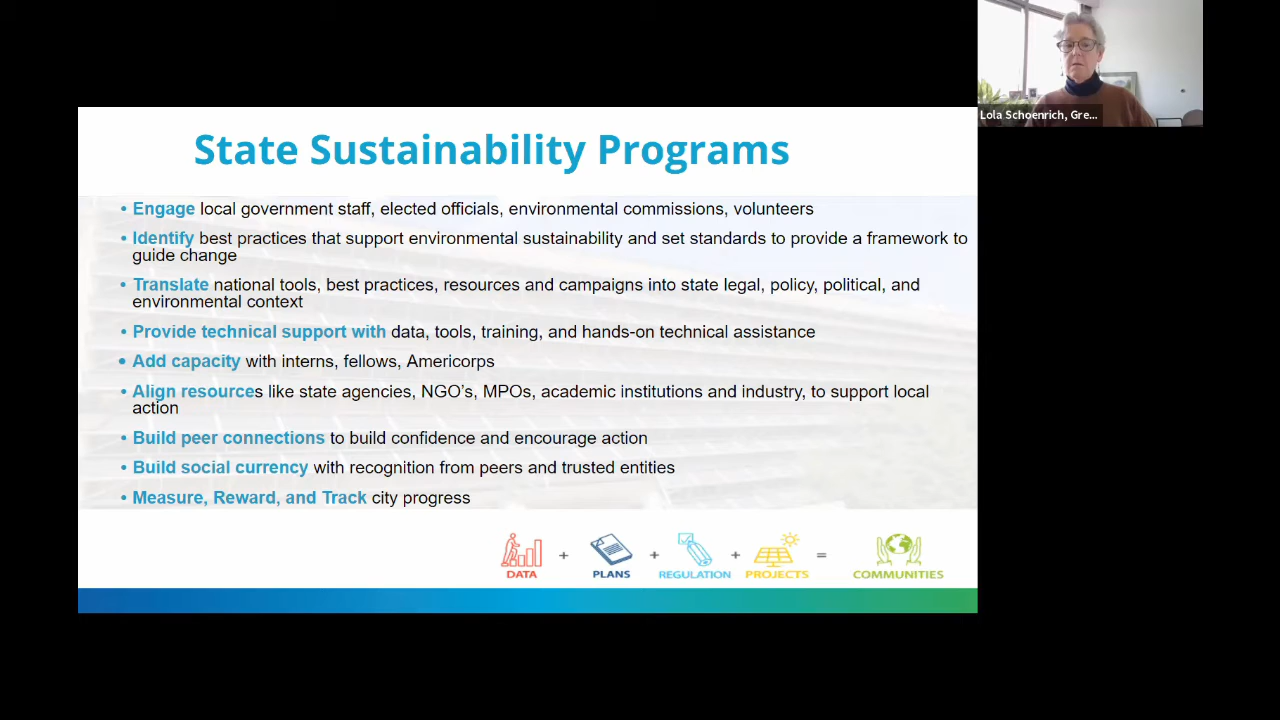 State Sustainability Programs
• Engage local government staff, elected officials, environmental commissions, volunteers
• Identify best practices that support environmental sustainability and set standards to provide a framework to
guide change
• Translate national tools, best practices, resources and campaigns into state legal, policy, political, and
environmental context
• Provide technical support with data, tools, training, and hands-on technical assistance
• Add capacity with interns, fellows, Americorps
• Align resources like state agencies, NGO's, MPOs, academic institutions and industry, to support local
action
• Build peer connections to build confidence and encourage action
• Build social currency with recognition from peers and trusted entities
• Measure, Reward, and Track city progress
DATA + PLANS + REGULATION + PROJECTS = COMMUNITIES
Lola Schoenrich, Gre...